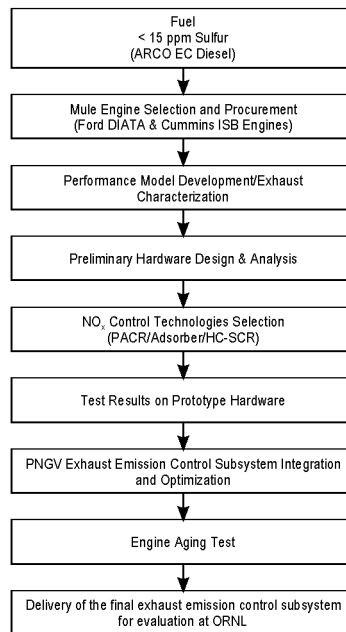 Fuel
< 15 ppm Sulfur
(ARCO EC Diesel)
Mule Engine Selection and Procurement
(Ford DIATA & Cummins ISB Engines)
Performance Model Development/Exhaust
Characterization
Preliminary Hardware Design & Analysis
NOx Control Technologies Selection
(PACR/Adsorber/HC-SCR)
Test Results on Prototype Hardware
PNGV Exhaust Emission Control Subsystem Integration
and Optimization
Engine Aging Test
Delivery of the final exhaust emission control subsystem
for evaluation at ORNL